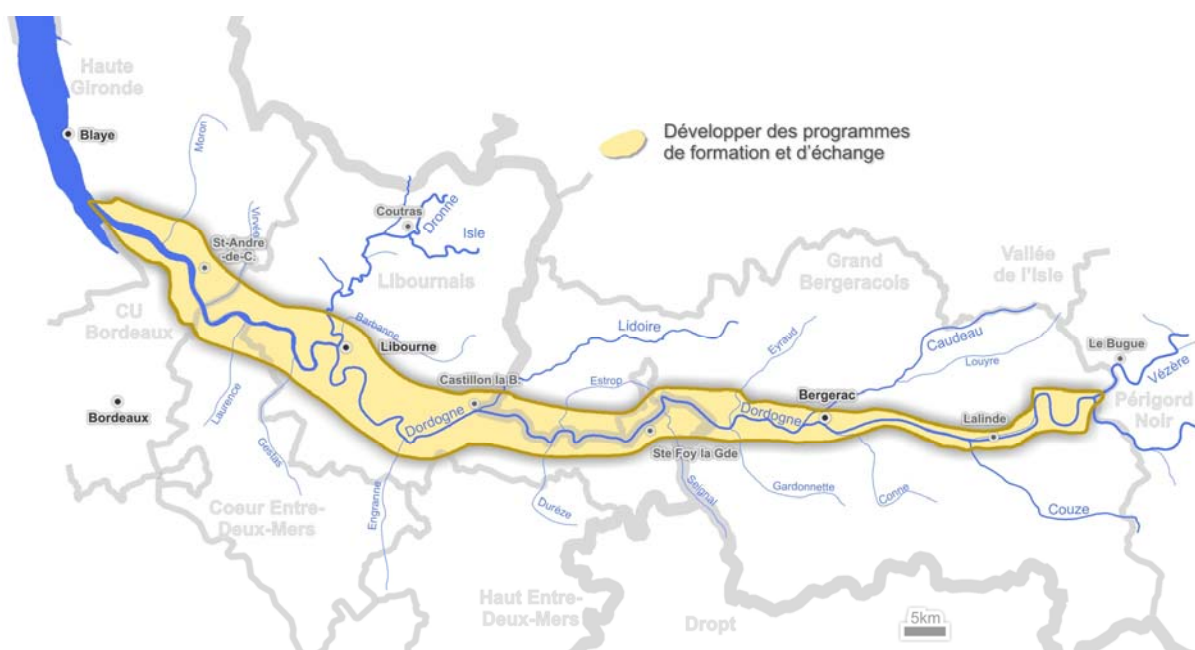 Haute
Gironde
Blaye
Moron
Développer des programmes
de formation et d'échange
Coutras
Dronne
Isle
Virvée
St-Andre
-de-C.
Libournais
Grand
Bergeracois
Vallée
de l'Isle
CU
Bordeaux
Barbanne
Libourne
Lidoire
Eyraud
Caudeau
Louyre
Le Bugue
Vézère
Castillon la B.
Estrop
Laurence
Bordeaux
Gestas
Dordogne
Dordogne
Bergerac
Lalinde
Périgord
Noir
Ste Foy la Gde
Engranne
Durèze
Seignal
Gardonnette
Conne
Couze
Coeur Entre-
Deux-Mers
Haut Entre-
Deux-Mers
Dropt
5km